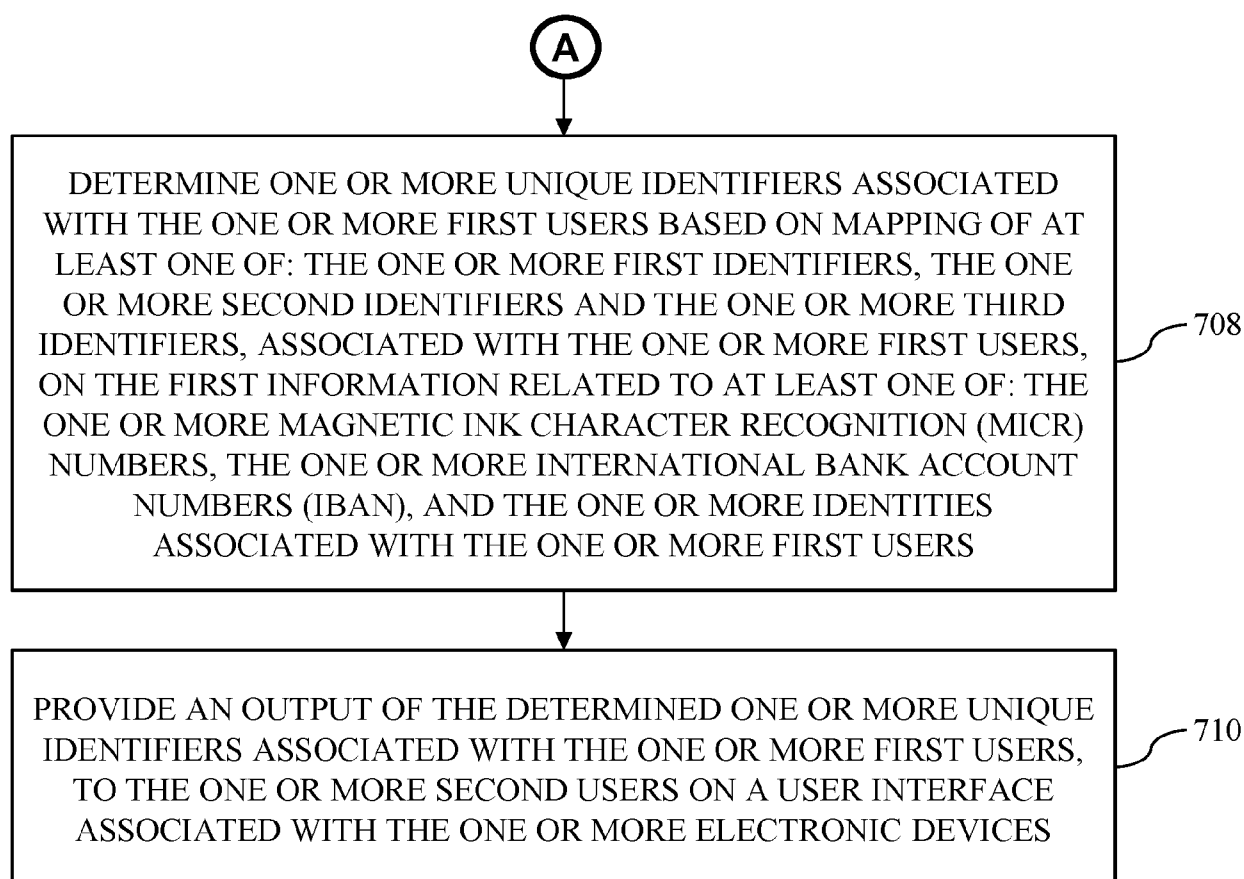 A
DETERMINE ONE OR MORE UNIQUE IDENTIFIERS ASSOCIATED
WITH THE ONE OR MORE FIRST USERS BASED ON MAPPING OF AT
LEAST ONE OF: THE ONE OR MORE FIRST IDENTIFIERS, THE ONE
OR MORE SECOND IDENTIFIERS AND THE ONE OR MORE THIRD
IDENTIFIERS, ASSOCIATED WITH THE ONE OR MORE FIRST USERS,
ON THE FIRST INFORMATION RELATED TO AT LEAST ONE OF: THE
ONE OR MORE MAGNETIC INK CHARACTER RECOGNITION (MICR)
NUMBERS, THE ONE OR MORE INTERNATIONAL BANK ACCOUNT
NUMBERS (IBAN), AND THE ONE OR MORE IDENTITIES
ASSOCIATED WITH THE ONE OR MORE FIRST USERS
708
PROVIDE AN OUTPUT OF THE DETERMINED ONE OR MORE UNIQUE
IDENTIFIERS ASSOCIATED WITH THE ONE OR MORE FIRST USERS,
TO THE ONE OR MORE SECOND USERS ON A USER INTERFACE
ASSOCIATED WITH THE ONE OR MORE ELECTRONIC DEVICES
710